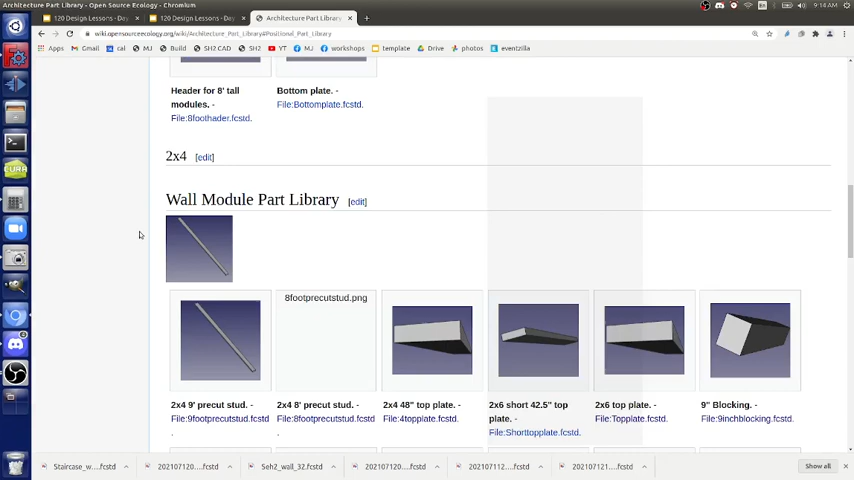 Architecture Part Library - Open Source Ecology - Chromium
9:14 AM
120 Design Lessons - Day
120 Design Lessons - Day
Architecture Part Library - O
wiki.opensourceecology.org/wiki/Architecture_Part_Library#Positional_Part_Library
Apps Gmail cal MJ Build SH2 CAD SH2 YT MJ workshops template Drive photos eventzilla
Header for 8' tall modules. -
File:8foothader.fcstd.
Bottom plate. -
File:Bottomplate.fcstd.
2x4 [edit]
Wall Module Part Library [edit]
8footprecutstud.png
2x4 9' precut stud. -
File:9footprecutstud.fcstd
.
2x4 8' precut stud. -
File:8footprecutstud.fcstd
.
2x4 48" top plate. -
File:4topplate.fcstd.
2x6 short 42.5" top
plate. -
File:Shorttopplate.fcstd.
2x6 top plate. -
File:Topplate.fcstd.
9" Blocking. -
File:9inchblocking.fcstd.
Staircase_w....fcstd
202107120....fcstd
Seh2_wall_32.fcstd
202107120....fcstd
202107112....fcstd
202107121....fcstd
Show all